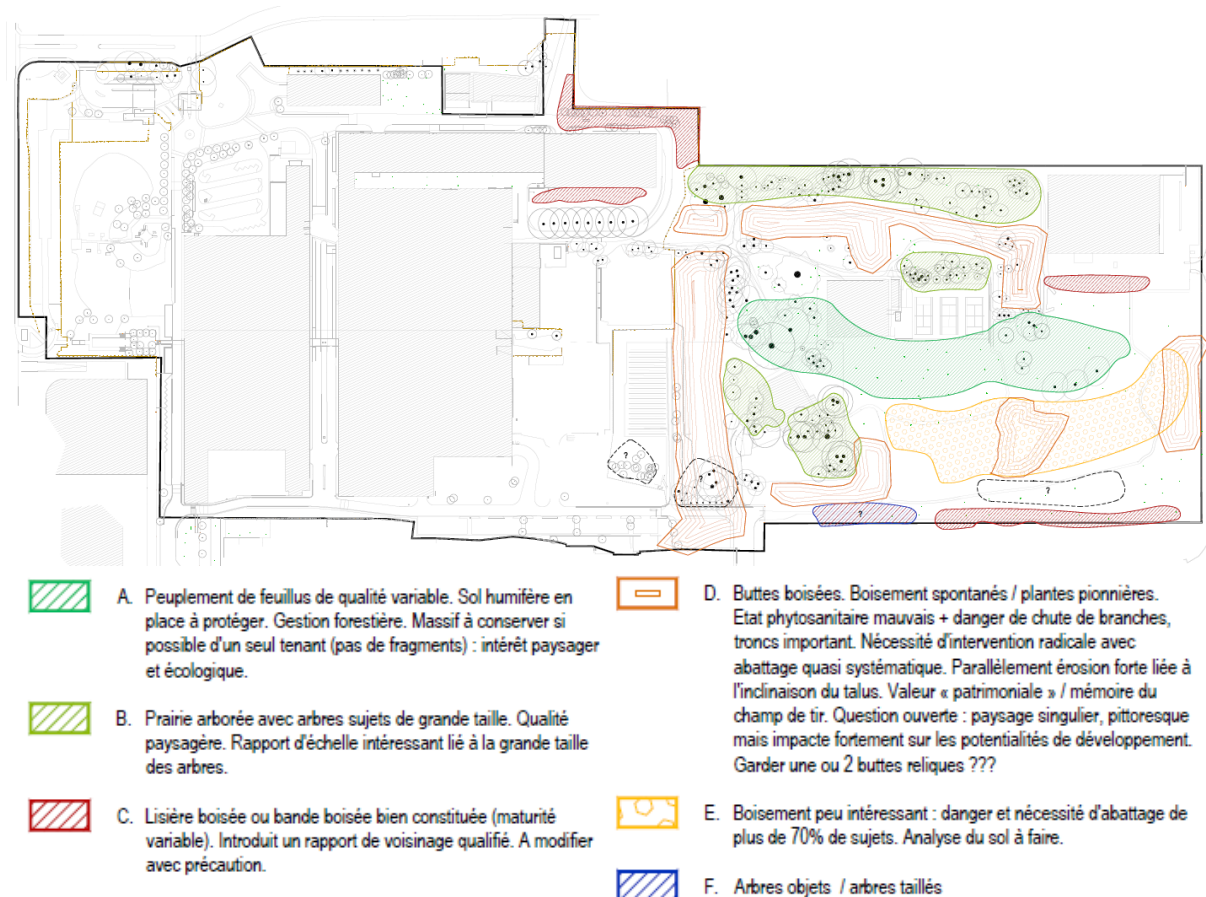 ?
?
?
?
A. Peuplement de feuillus de qualité variable. Sol humifère en
place à protéger. Gestion forestière. Massif à conserver si
possible d'un seul tenant (pas de fragments) : intérêt paysager
et écologique.
B. Prairie arborée avec arbres sujets de grande taille. Qualité
paysagère. Rapport d'échelle intéressant lié à la grande taille
des arbres.
C. Lisière boisée ou bande boisée bien constituée (maturité
variable). Introduit un rapport de voisinage qualifié. A modifier
avec précaution.
D. Buttes boisées. Boisement spontanés / plantes pionnières.
Etat phytosanitaire mauvais + danger de chute de branches,
troncs important. Nécessité d'intervention radicale avec
abattage quasi systématique. Parallèlement érosion forte liée à
l'inclinaison du talus. Valeur « patrimoniale » / mémoire du
champ de tir. Question ouverte : paysage singulier, pittoresque
mais impacte fortement sur les potentialités de développement.
Garder une ou 2 buttes reliques ???
E. Boisement peu intéressant : danger et nécessité d'abattage de
plus de 70% de sujets. Analyse du sol à faire.
F. Arbres objets / arbres taillés